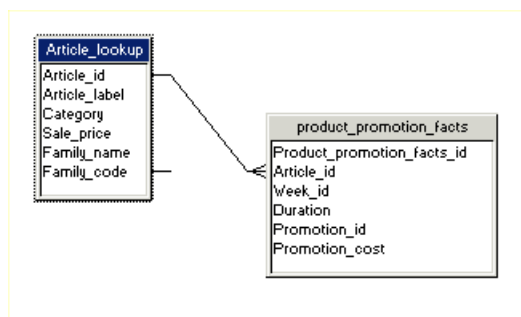 Article_lookup
Article_id
Article_label
Category
Sale_price
Family_name
Family_code
product_promotion_facts
Product_promotion_facts_id
Article_id
Week_id
Duration
Promotion_id
Promotion_cost